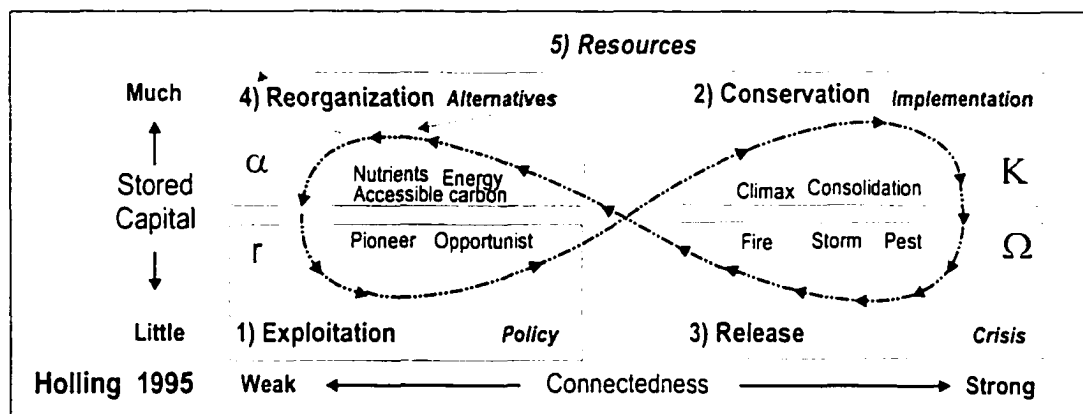 5) Resources
Much 4) Reorganization Alternatives 2) Conservation Implementation
α Nutrients Energy K
Stored Accessible carbon Climax Consolidation
Capital
r Pioneer Opportunist Fire Storm Pest Ω
Little 1) Exploitation Policy 3) Release Crisis
Holling 1995 Weak Connectedness Strong